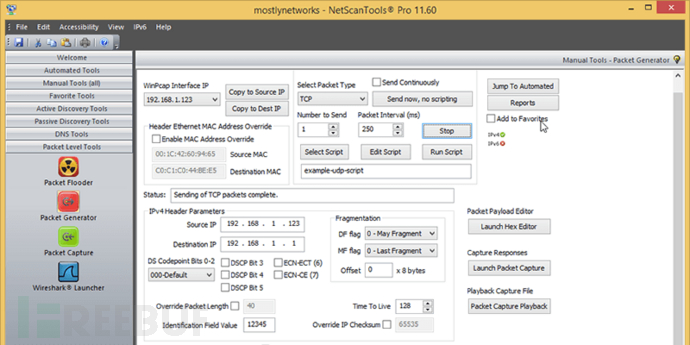 mostlynetworks - NetScanTools® Pro 11.60
File Edit Accessibility View IPv6 Help
Welcome
Automated Tools
Manual Tools (all)
Favorite Tools
Active Discovery Tools
Passive Discovery Tools
DNS Tools
Packet Level Tools
Packet Flooder
Packet Generator
Packet Capture
Wireshark® Launcher
REEBUF
Manual Tools - Packet Generator
WinPcap Interface IP
192.168.1.123
Copy to Source IP
Copy to Dest IP
Header Ethernet MAC Address Override
Enable MAC Address Override
00:1C:42:60:94:65 Source MAC
C0:C1:C0:44:BE:E5 Destination MAC
Select Packet Type
TCP
Send Continuously
Send now, no scripting
Number to Send Packet Interval (ms)
1 250 Stop
Select Script Edit Script Run Script
example-udp-script
Jump To Automated
Reports
Add to Favorites
IPv4
IPv6
Status: Sending of TCP packets complete.
IPv4 Header Parameters
Source IP 192 . 168 . 1 . 123
Destination IP 192 . 168 . 1 . 1
DS Codepoint Bits 0-2
000-Default
DSCP Bit 3 ECN-ECT (6)
DSCP Bit 4 ECN-CE (7)
DSCP Bit 5
Fragmentation
DF flag 0 - May Fragment
MF flag 0 - Last Fragment
Offset 0 x 8 bytes
Override Packet Length 40
Time To Live 128
Identification Field Value 12345
Override IP Checksum 65535
Packet Payload Editor
Launch Hex Editor
Capture Responses
Launch Packet Capture
Playback Capture File
Packet Capture Playback